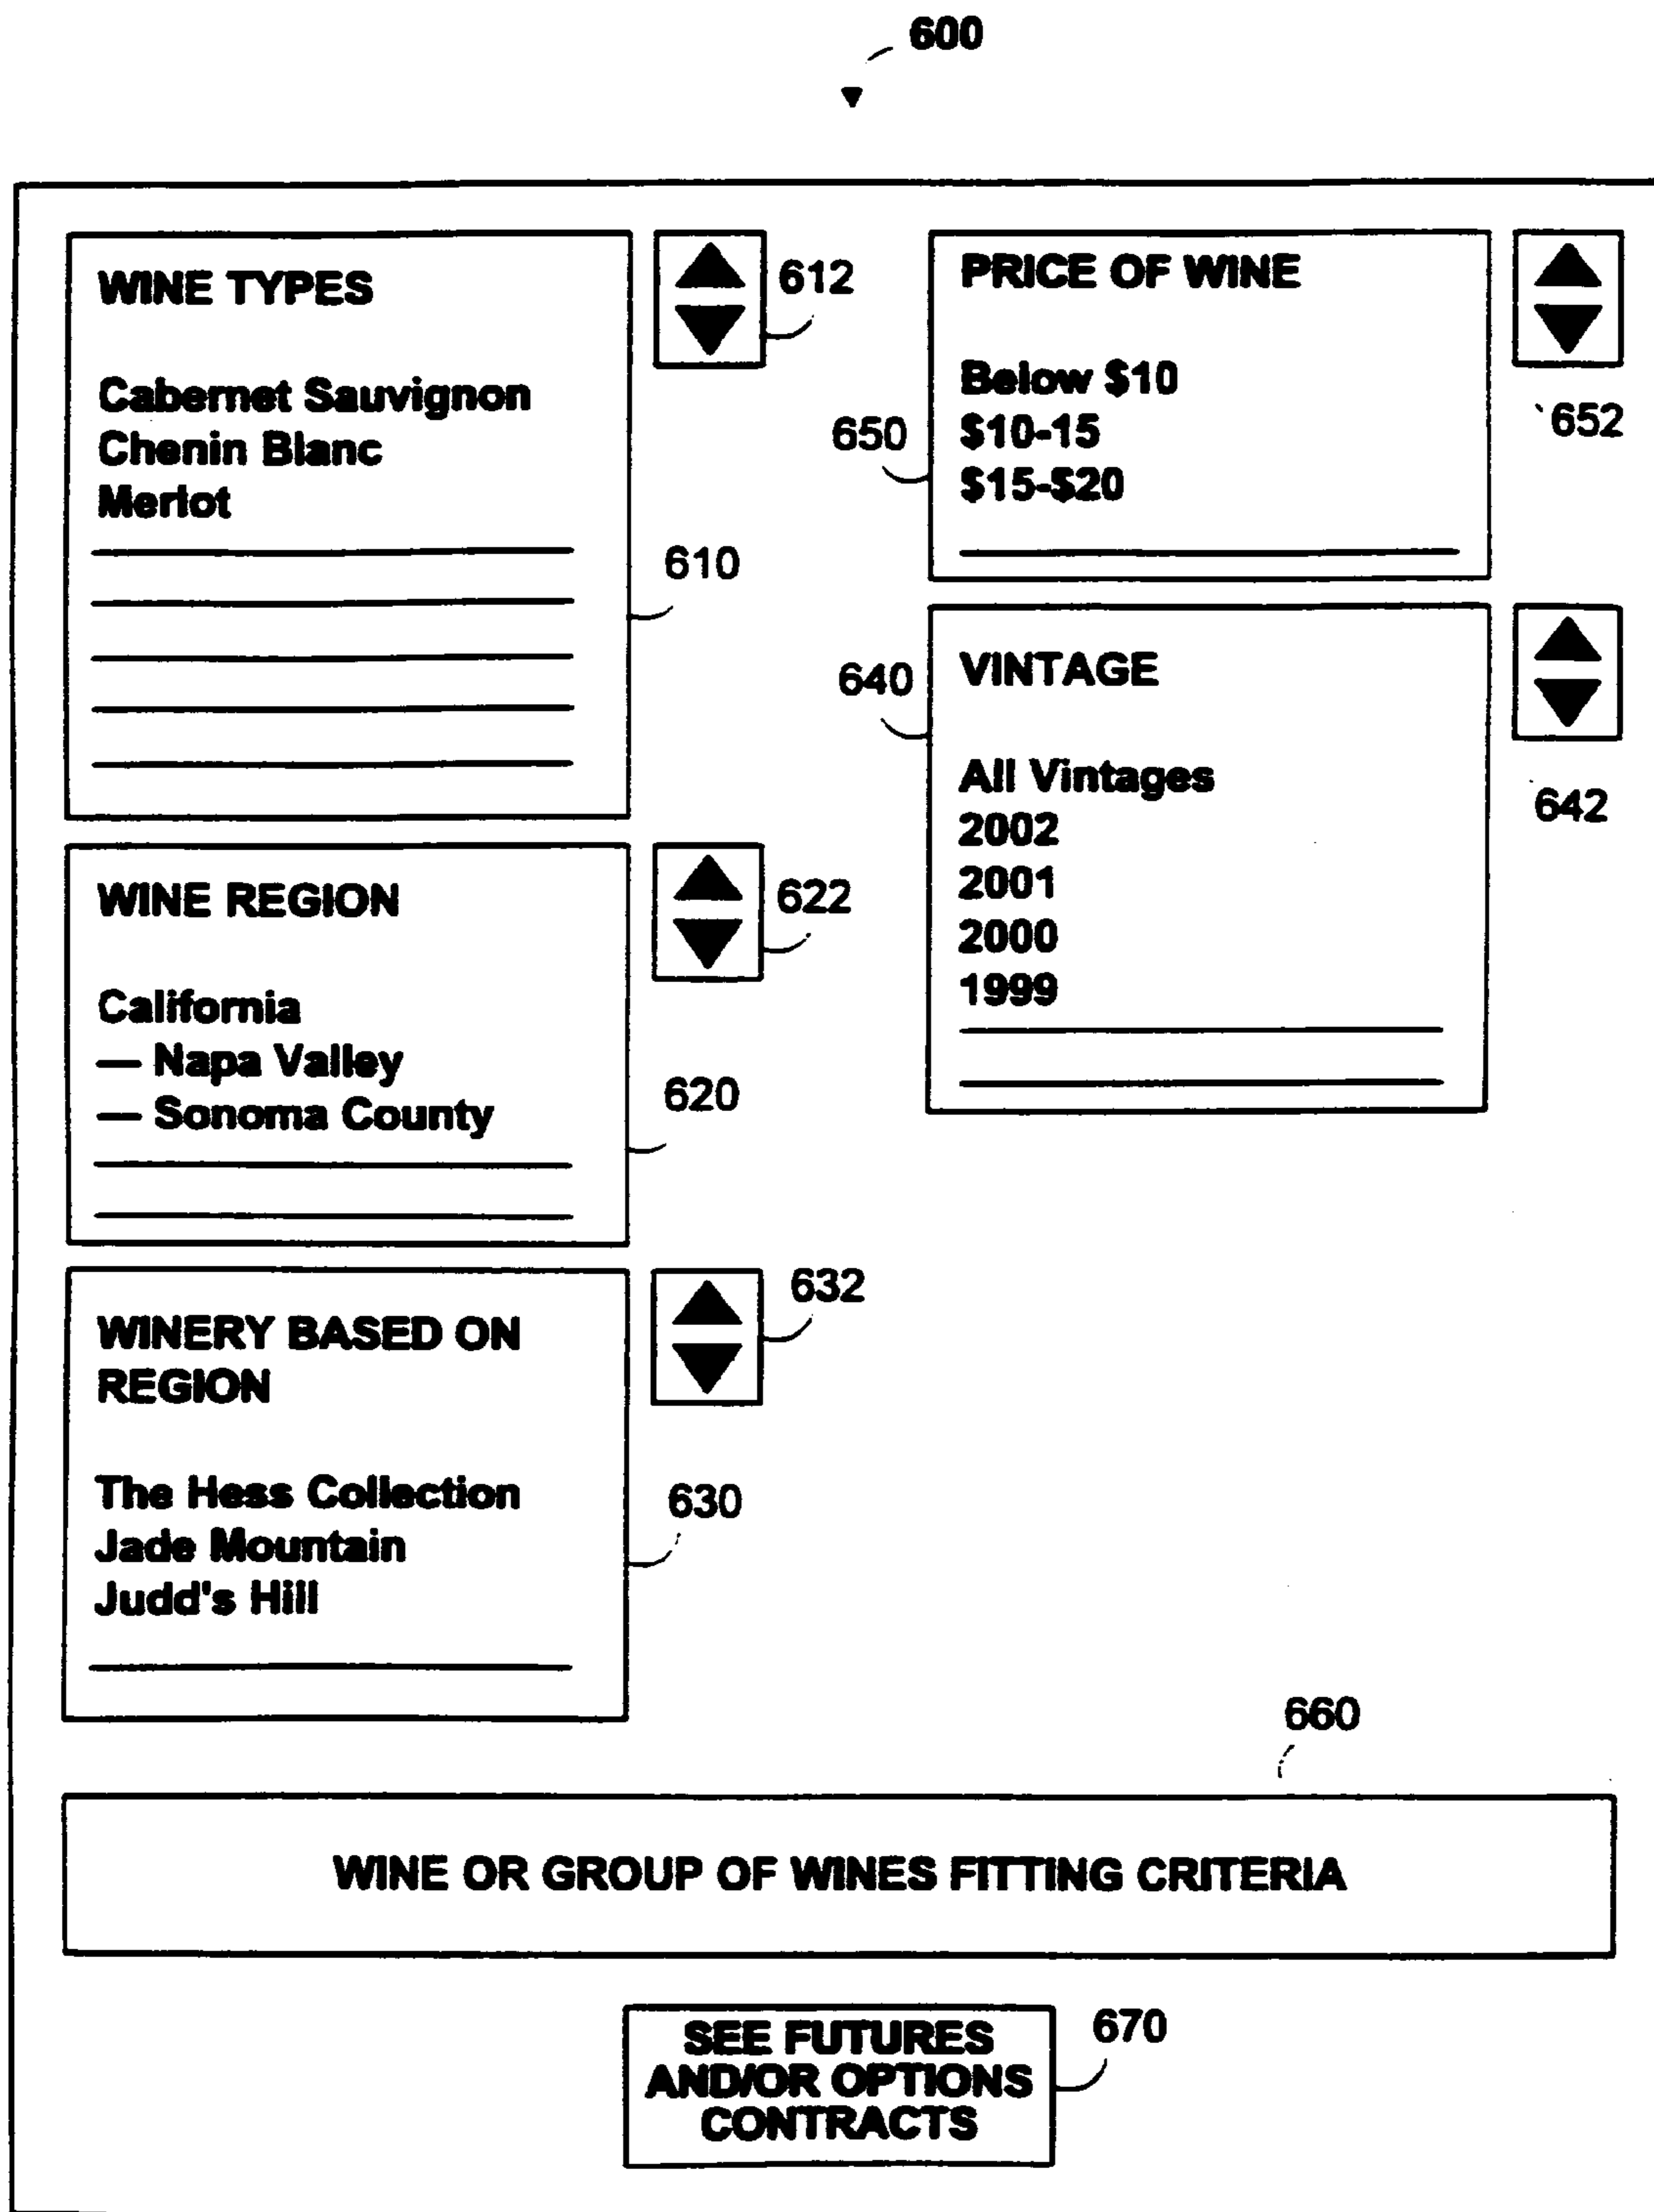 600
WINE TYPES
Cabernet Sauvignon
Chenin Blanc
Merlot
612
610
PRICE OF WINE
Below $10
$10-15
$15-$20
650
652
640
VINTAGE
All Vintages
2002
2001
2000
1999
642
WINE REGION
California
— Napa Valley
— Sonoma County
622
620
WINERY BASED ON
REGION
The Hess Collection
Jade Mountain
Judd's Hill
632
630
660
WINE OR GROUP OF WINES FITTING CRITERIA
SEE FUTURES
AND/OR OPTIONS
CONTRACTS
670